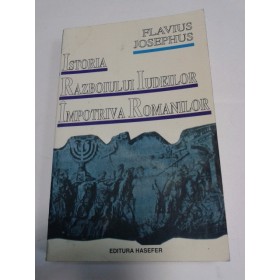 FLAVIUS
JOSEPHUS
ISTORIA
RAZBOIULUI IUDEILOR
IMPOTRIVA ROMANILOR
EDITURA HASEFER